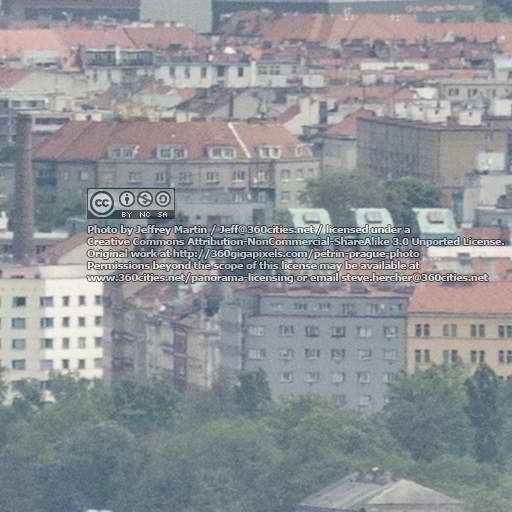 cc BY NC SA
Photo by Jeffrey Martin / Jeff@360cities.net / licensed under a
Creative Commons Attribution-NonCommercial-ShareAlike 3.0 Unported License.
Original work at http://360gigapixels.com/petrin-prague-photo
Permissions beyond the scope of this license may be available at
www.360cities.net/panorama-licensing or email steve.hercher@360cities.net